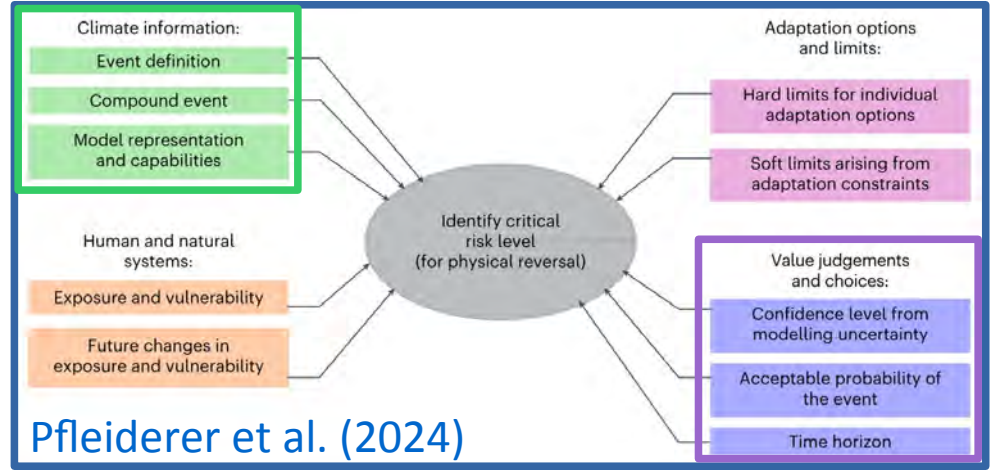 Climate information:
Event definition
Compound event
Model representation
and capabilities
Adaptation options
and limits:
Hard limits for individual
adaptation options
Soft limits arising from
adaptation constraints
Identify critical
risk level
(for physical reversal)
Human and natural
systems:
Exposure and vulnerability
Future changes in
exposure and vulnerability
Value judgements
and choices:
Confidence level from
modelling uncertainty
Acceptable probability of
the event
Time horizon
Pfleiderer et al. (2024)